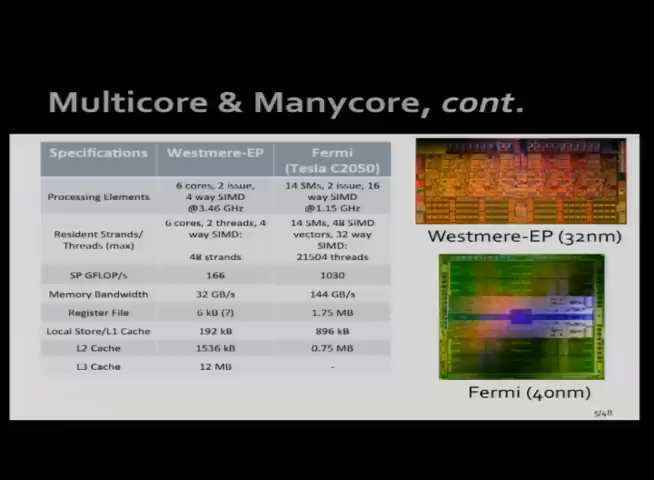 Multicore & Manycore, cont.
Specifications Westmere-EP Fermi (Tesla C2050)
Processing Elements 6 cores, 2 issue, 4 way SIMD @3.46 GHz 14 SMs, 2 issue, 16 way SIMD @1.15 GHz
Resident Strands/Threads (max) 6 cores, 2 threads, 4 way SIMD: 48 strands 14 SMs, 48 SIMD vectors, 32 way SIMD: 21504 threads
SP GFLOP/s 166 1030
Memory Bandwidth 32 GB/s 144 GB/s
Register File 6 kB (?) 1.75 MB
Local Store/L1 Cache 192 kB 896 kB
L2 Cache 1536 kB 0.75 MB
L3 Cache 12 MB -
Westmere-EP (32nm)
Fermi (40nm)
5/48